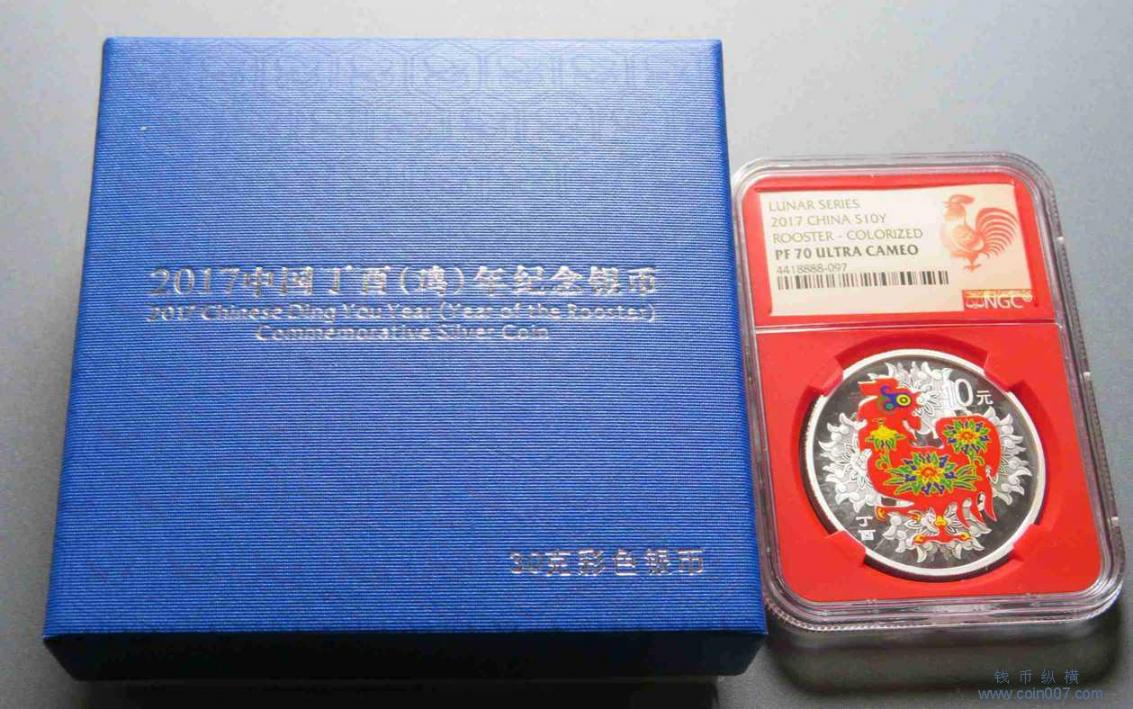 2017中国丁酉(鸡)年纪念银币
2017 Chinese Ding You Year (Year of the Rooster)
Commemorative Silver Coin
30克彩色银币
LUNAR SERIES
2017 CHINA S10Y
ROOSTER - COLORIZED
PF 70 ULTRA CAMEO
4418888-097
NGC
10元
丁酉
钱币纵横
www.coin007.com